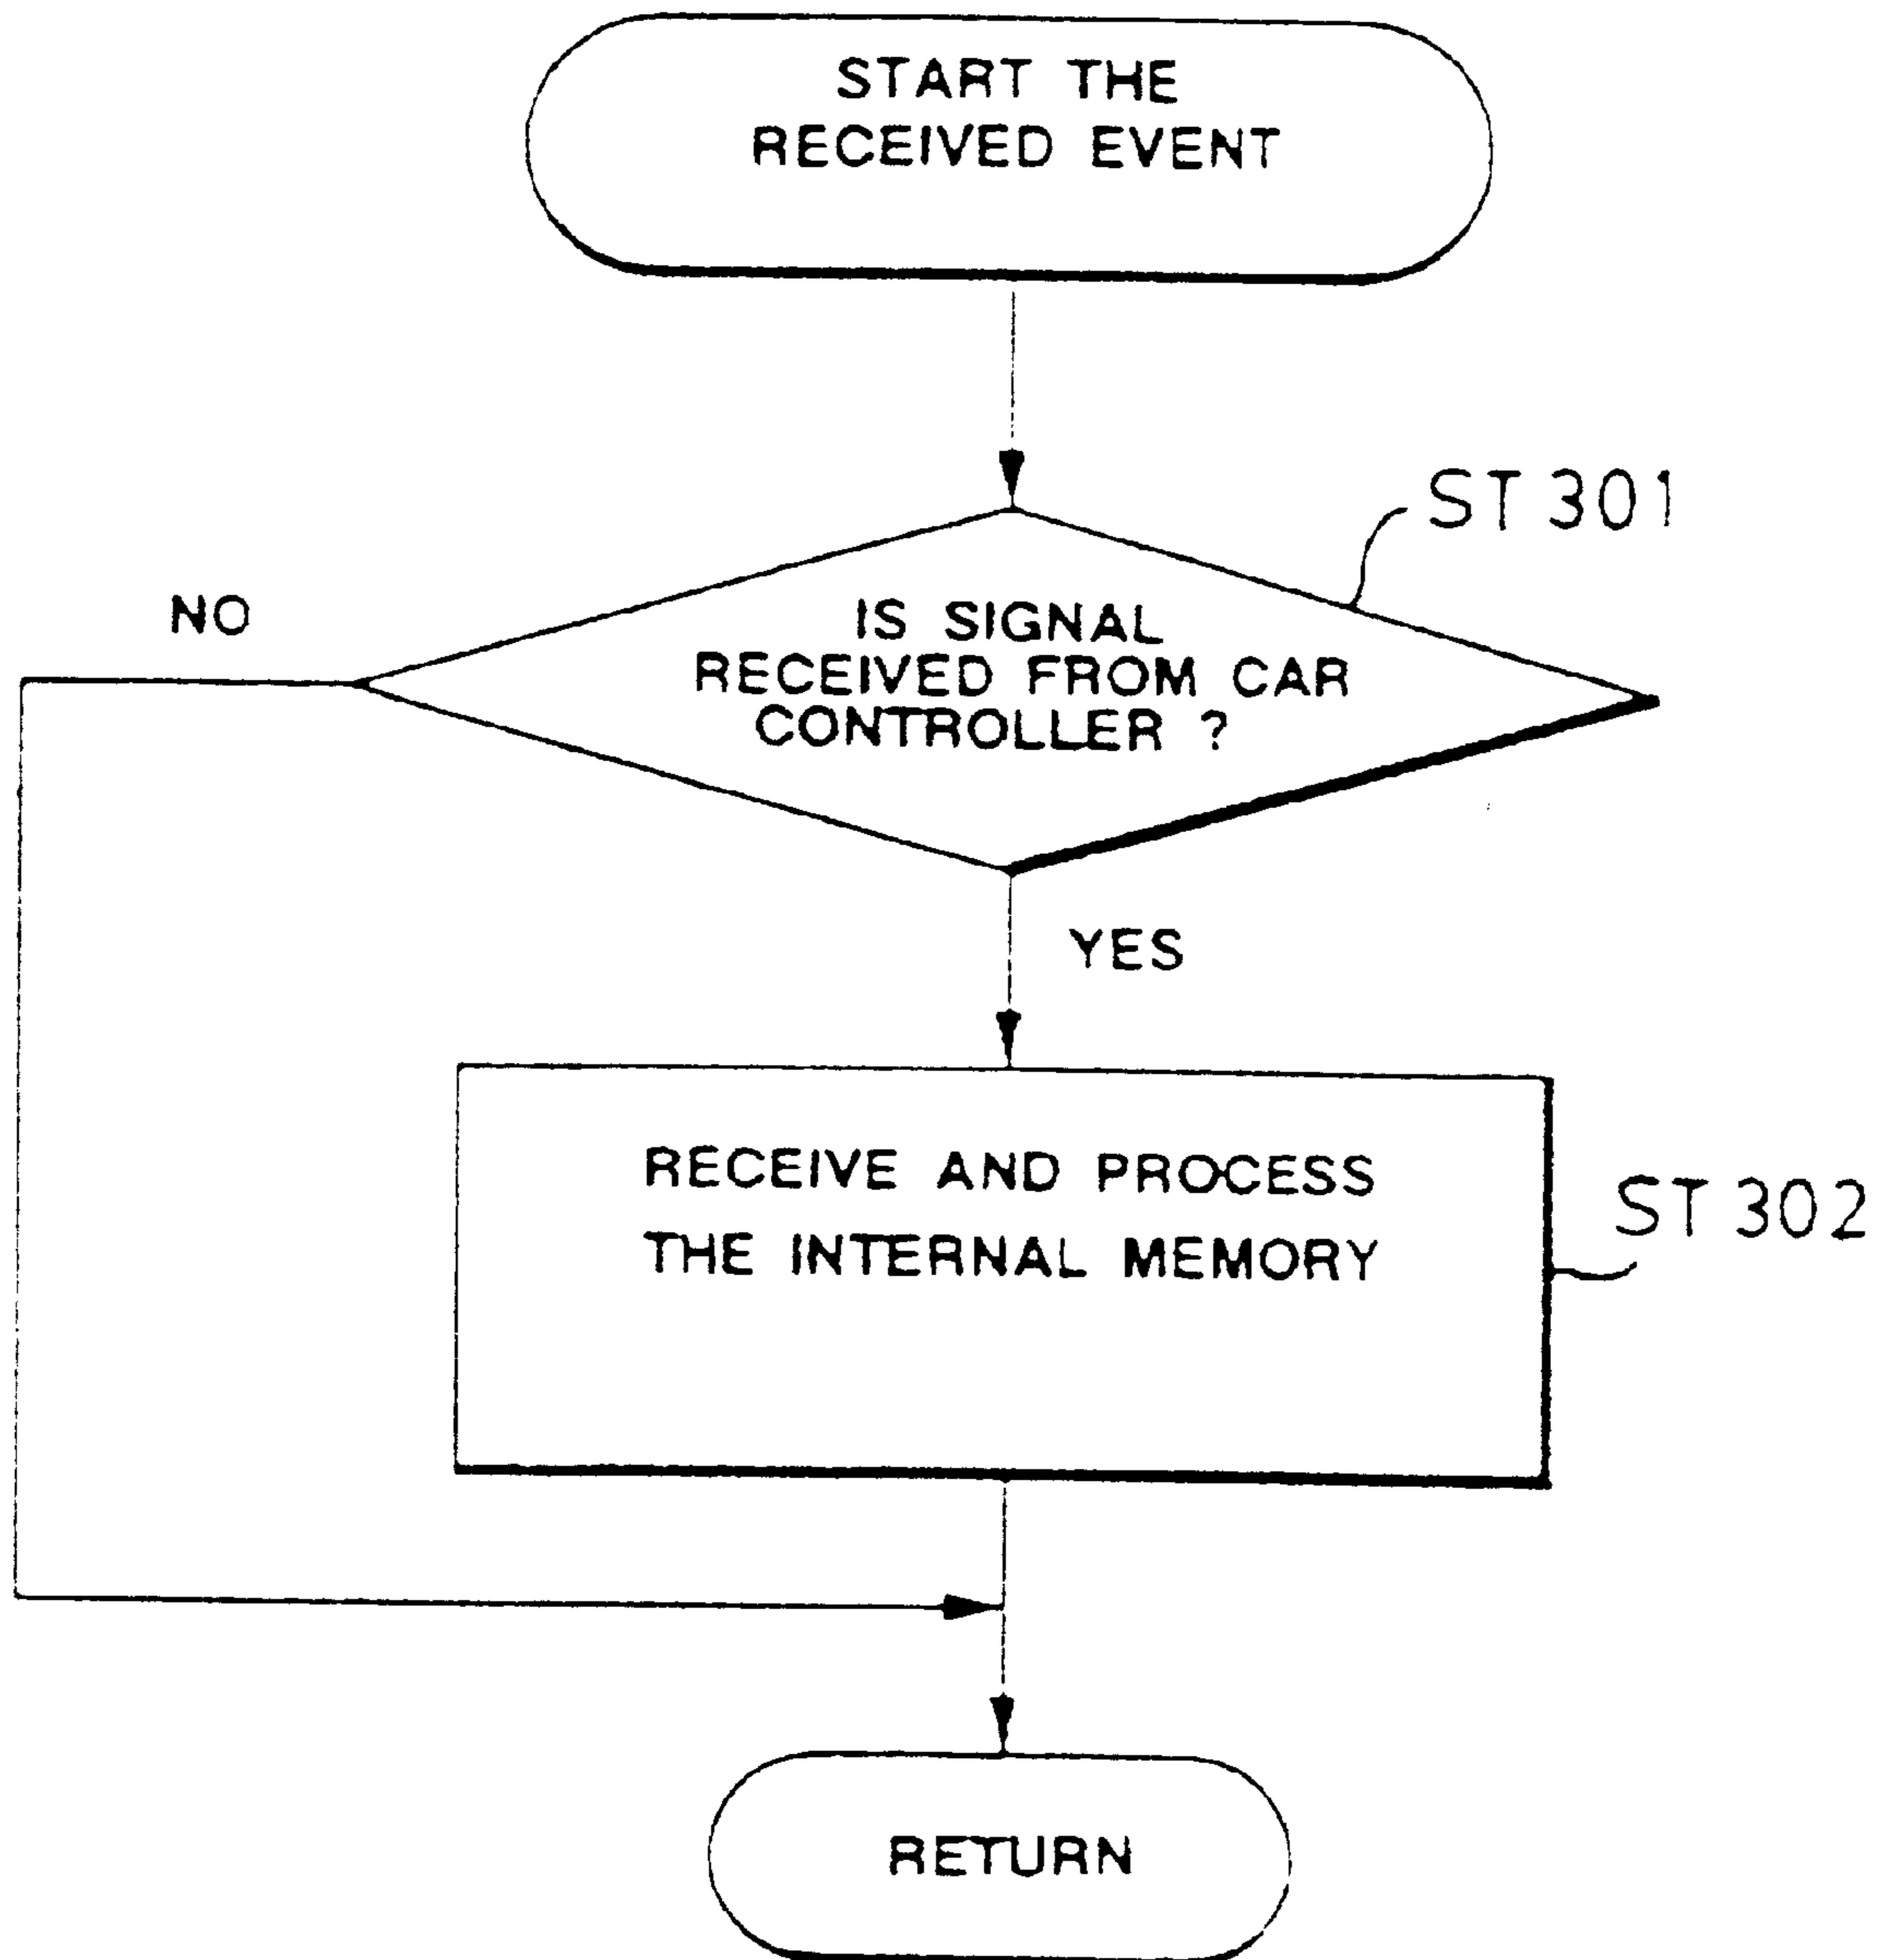 START THE
RECEIVED EVENT
ST 301
NO
IS SIGNAL
RECEIVED FROM CAR
CONTROLLER ?
YES
RECEIVE AND PROCESS
THE INTERNAL MEMORY
ST 302
RETURN